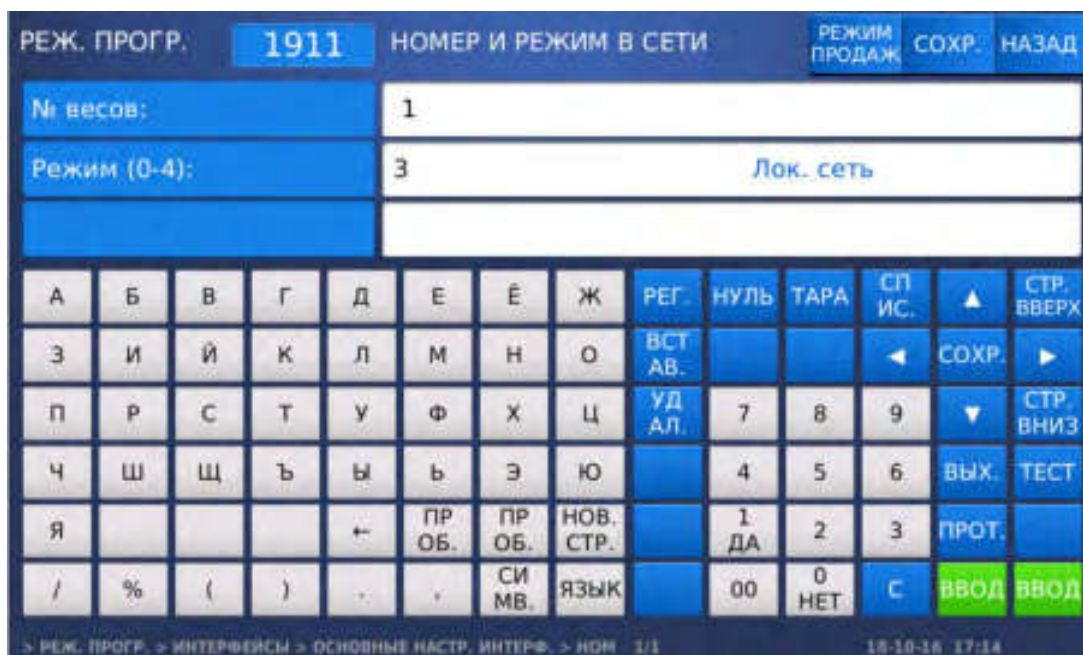 РЕЖ. ПРОГР. 1911 НОМЕР И РЕЖИМ В СЕТИ РЕЖИМ ПРОДАЖ СОХР. НАЗАД
№ весов: 1
Режим (0-4): 3 Лок. сеть
А Б В Г Д Е Ё Ж РЕГ. НУЛЬ ТАРА СП ИС. ▲ СТР. ВВЕРХ
З И Й К Л М Н О ВСТ АВ. ◀ СОХР. ▶
П Р С Т У Ф Х Ц УД АЛ. 7 8 9 ▼ СТР. ВНИЗ
Ч Ш Щ Ъ Ы Ь Э Ю 4 5 6 ВЫХ. ТЕСТ
Я ← ПР ОБ. ПР ОБ. НОВ. СТР. 1 ДА 2 3 ПРОТ.
/ % ( ) . , СИ МВ. ЯЗЫК 00 0 НЕТ С ВВОД ВВОД
> РЕЖ. ПРОГР. > ИНТЕРФЕЙСЫ > ОСНОВНЫЕ НАСТР. ИНТЕРФ. > НОМ 1/1 18-10-16 17:14